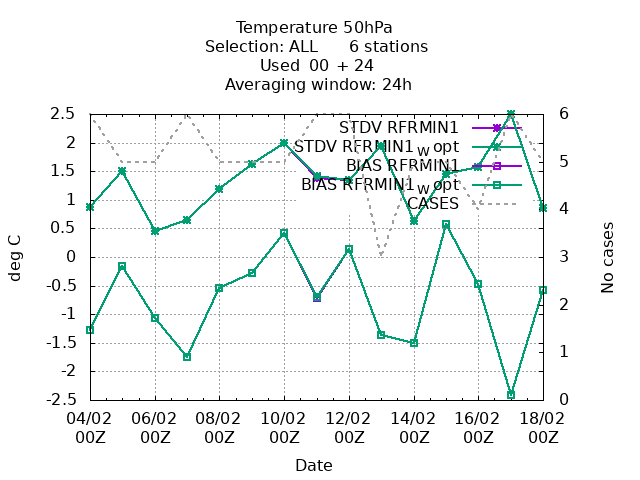 Temperature 50hPa
Selection: ALL      6 stations
Used  00 + 24
Averaging window: 24h
STDV RFRMIN1
STDV RFRMIN1_w opt
BIAS RFRMIN1
BIAS RFRMIN1_w opt
CASES
2.5
2
1.5
1
0.5
0
-0.5
-1
-1.5
-2
-2.5
deg C
6
5
4
3
2
1
0
No cases
04/02 06/02 08/02 10/02 12/02 14/02 16/02 18/02
00Z 00Z 00Z 00Z 00Z 00Z 00Z 00Z
Date